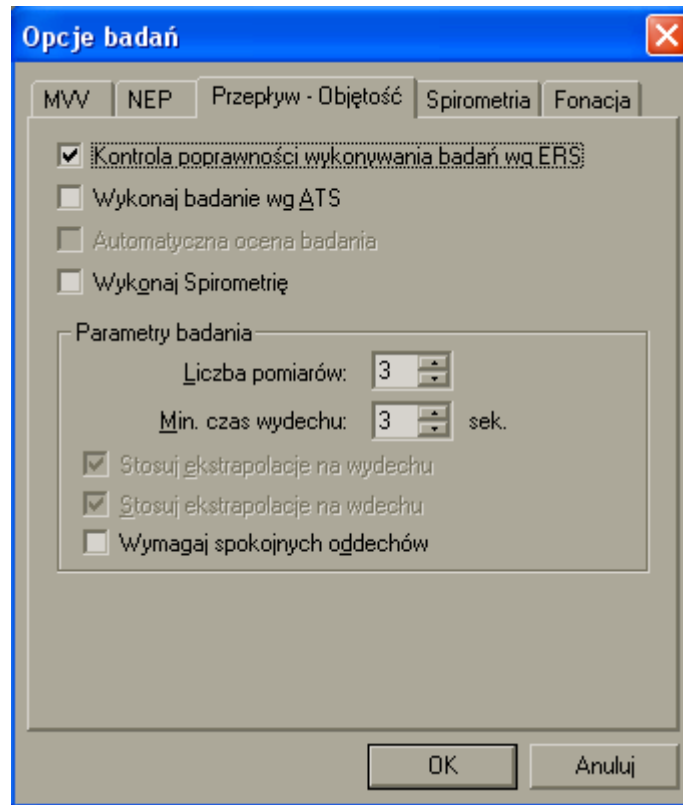 Opcje badań
MVV NEP Przepływ - Objętość Spirometria Fonacja
Kontrola poprawności wykonywania badań wg ERS
Wykonaj badanie wg ATS
Automatyczna ocena badania
Wykonaj Spirometrię
Parametry badania
Liczba pomiarów: 3
Min. czas wydechu: 3 sek.
Stosuj ekstrapolacje na wydechu
Stosuj ekstrapolacje na wdechu
Wymagaj spokojnych oddechów
OK Anuluj